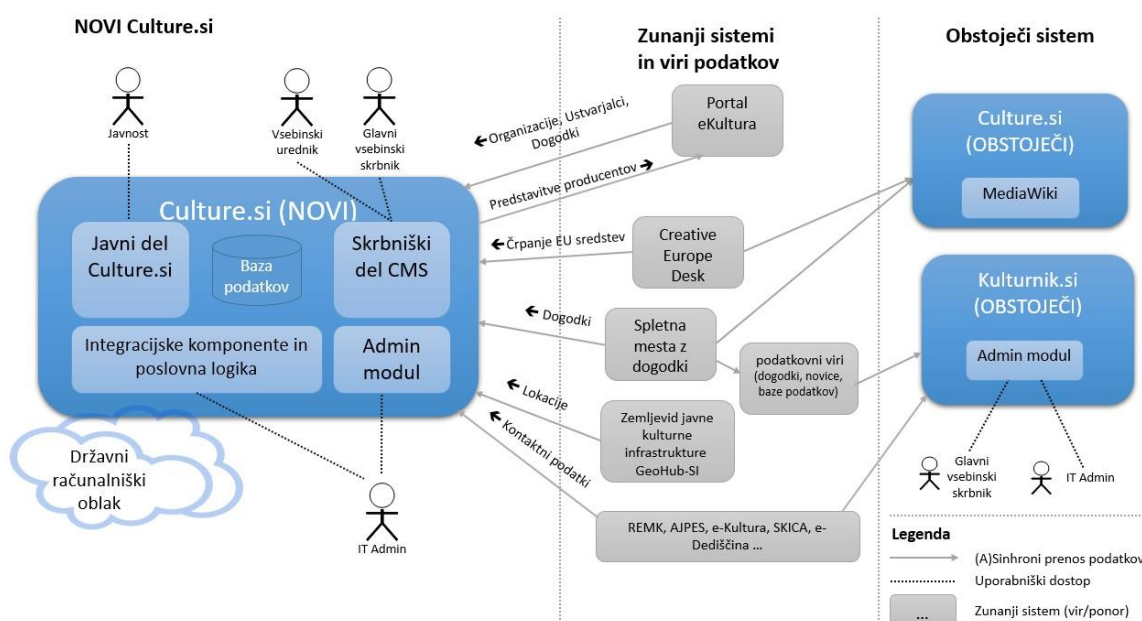 NOVI Culture.si
Javnost
Vsebinski
urednik
Glavni
vsebinski
skrbnik
Culture.si (NOVI)
Javni del
Culture.si
Baza
podatkov
Skrbniški
del CMS
Integracijske komponente in
poslovna logika
Admin
modul
Državni
računalniški
oblak
IT Admin
Zunanji sistemi
in viri podatkov
Organizacije, Ustvarjalci,
Dogodki
Predstavitve producentov
Črpanje EU sredstev
Dogodki
Lokacije
Kontaktni podatki
Portal
eKultura
Creative
Europe
Desk
Spletna
mesta z
dogodki
podatkovni viri
(dogodki, novice,
baze podatkov)
Zemljevid javne
kulturne
infrastrukture
GeoHub-SI
REMK, AJPES, e-Kultura, SKICA, e-
Dediščina ...
Obstoječi sistem
Culture.si
(OBSTOJEČI)
MediaWiki
Kulturnik.si
(OBSTOJEČI)
Admin modul
Glavni
vsebinski
skrbnik
IT Admin
Legenda
(A)Sinhroni prenos podatkov
Uporabniški dostop
...
Zunanji sistem (vir/ponor)